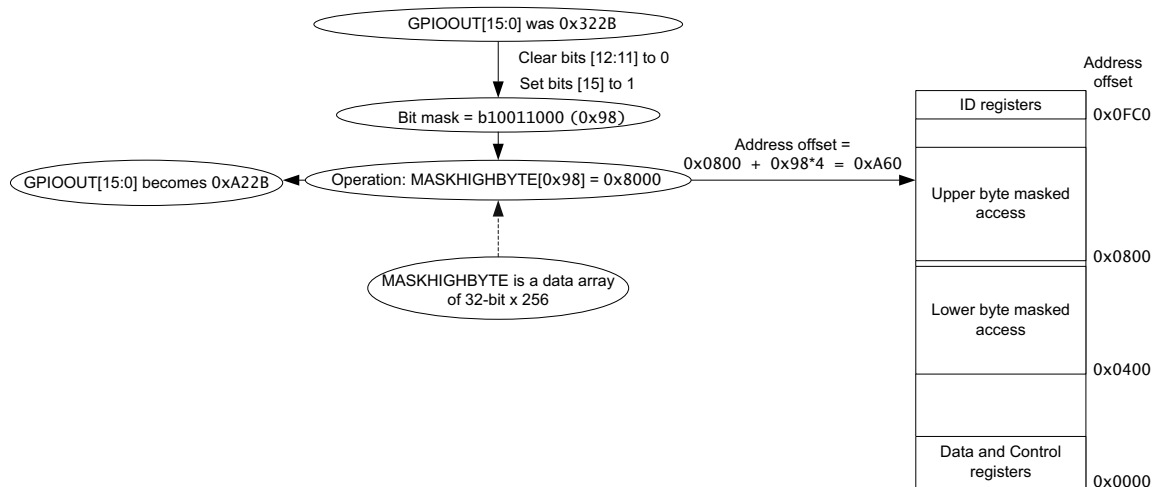 GPIOOUT[15:0] was 0x322B
Clear bits [12:11] to 0
Set bits [15] to 1
Bit mask = b10011000 (0x98)
Operation: MASKHIGHBYTE[0x98] = 0x8000
GPIOOUT[15:0] becomes 0xA22B
MASKHIGHBYTE is a data array
of 32-bit x 256
Address offset =
0x0800 + 0x98*4 = 0xA60
Address
offset
ID registers
0x0FC0
Upper byte masked
access
0x0800
Lower byte masked
access
0x0400
Data and Control
registers
0x0000